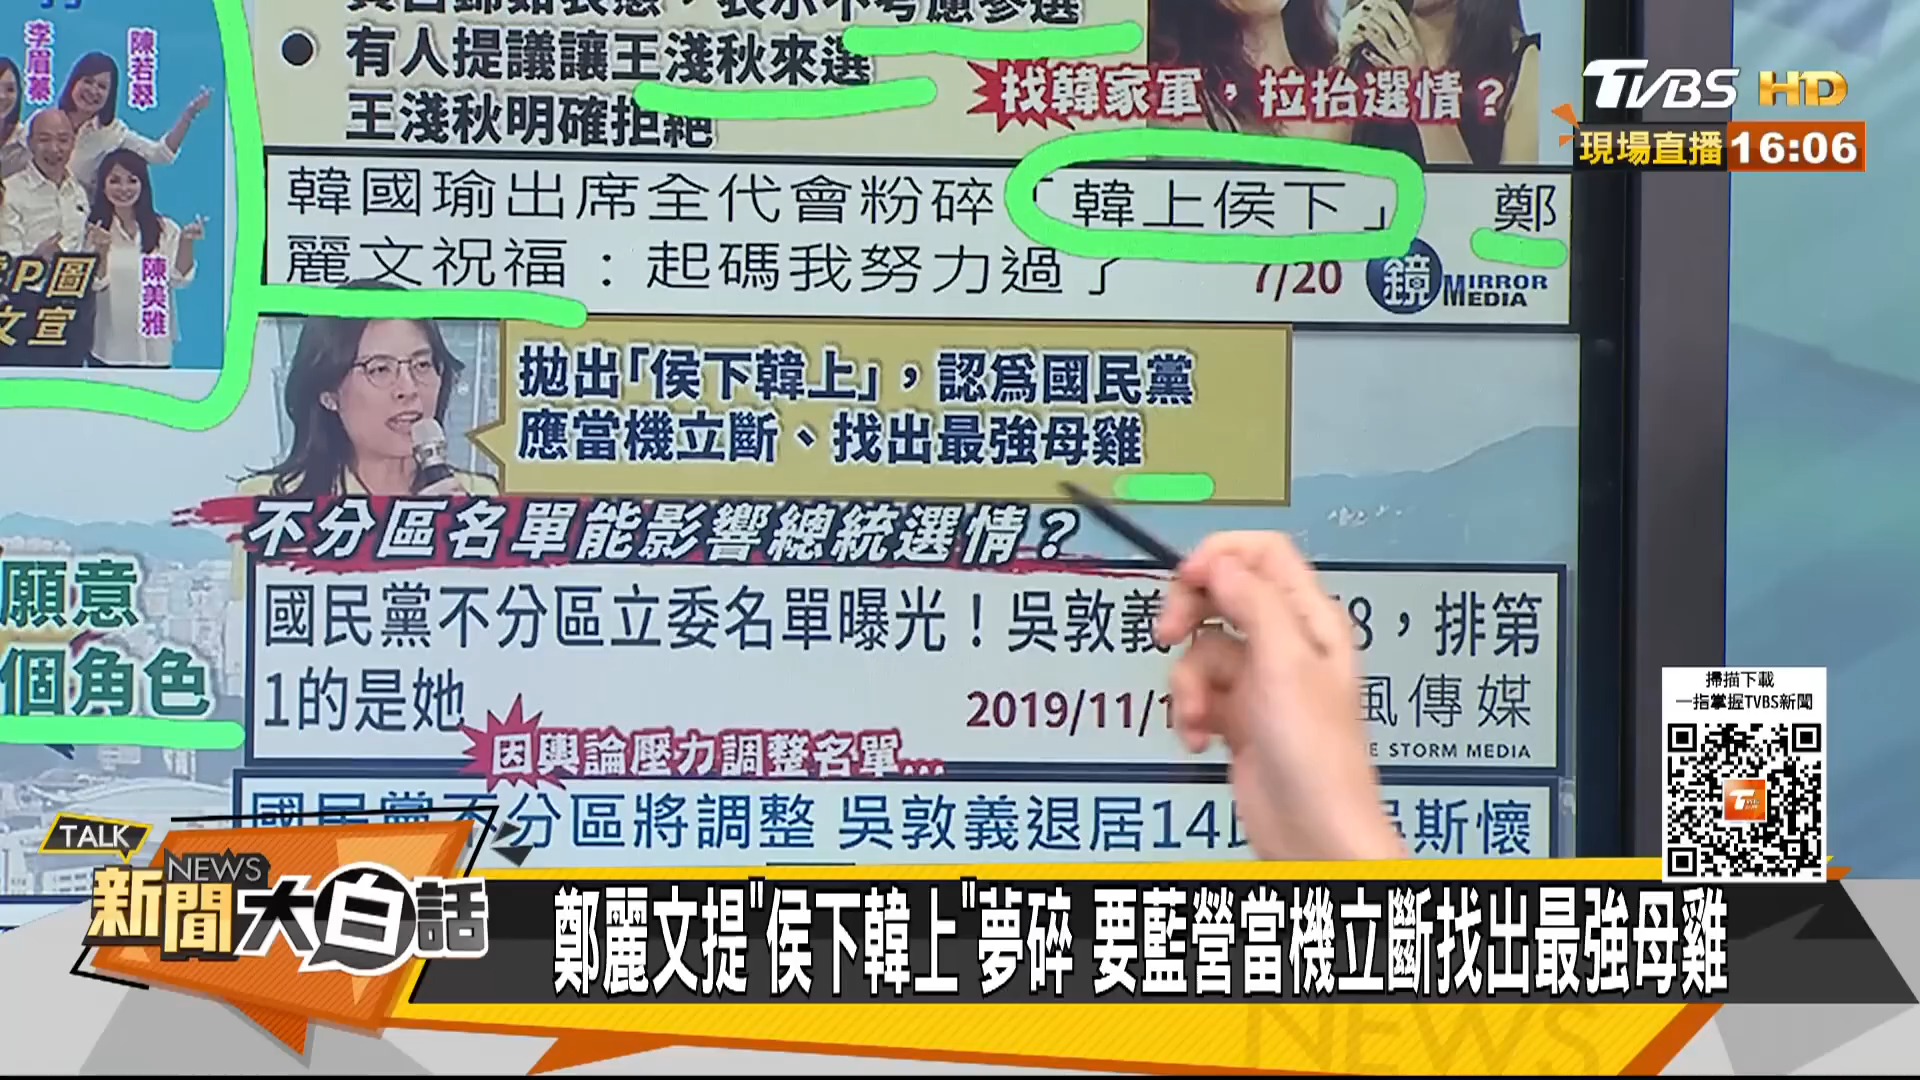 有人提議讓王淺秋來選
王淺秋明確拒絕
找韓家軍，拉抬選情？
李眉蓁
陳若翠
陳美雅
P圖
文宣
TVBS HD
現場直播 16:06
韓國瑜出席全代會粉碎「韓上侯下」 鄭
麗文祝福：起碼我努力過了
7/20
鏡 MIRROR MEDIA
拋出「侯下韓上」，認為國民黨
應當機立斷、找出最強母雞
不分區名單能影響總統選情？
願意
個角色
國民黨不分區立委名單曝光！吳敦義 8，排第
1的是她
2019/11/1
風傳媒
STORM MEDIA
因輿論壓力調整名單...
分區將調整 吳敦義退居14 吳斯懷
掃描下載
一指掌握TVBS新聞
TALK
NEWS
新聞大白話
鄭麗文提"侯下韓上"夢碎 要藍營當機立斷找出最強母雞
NEWS